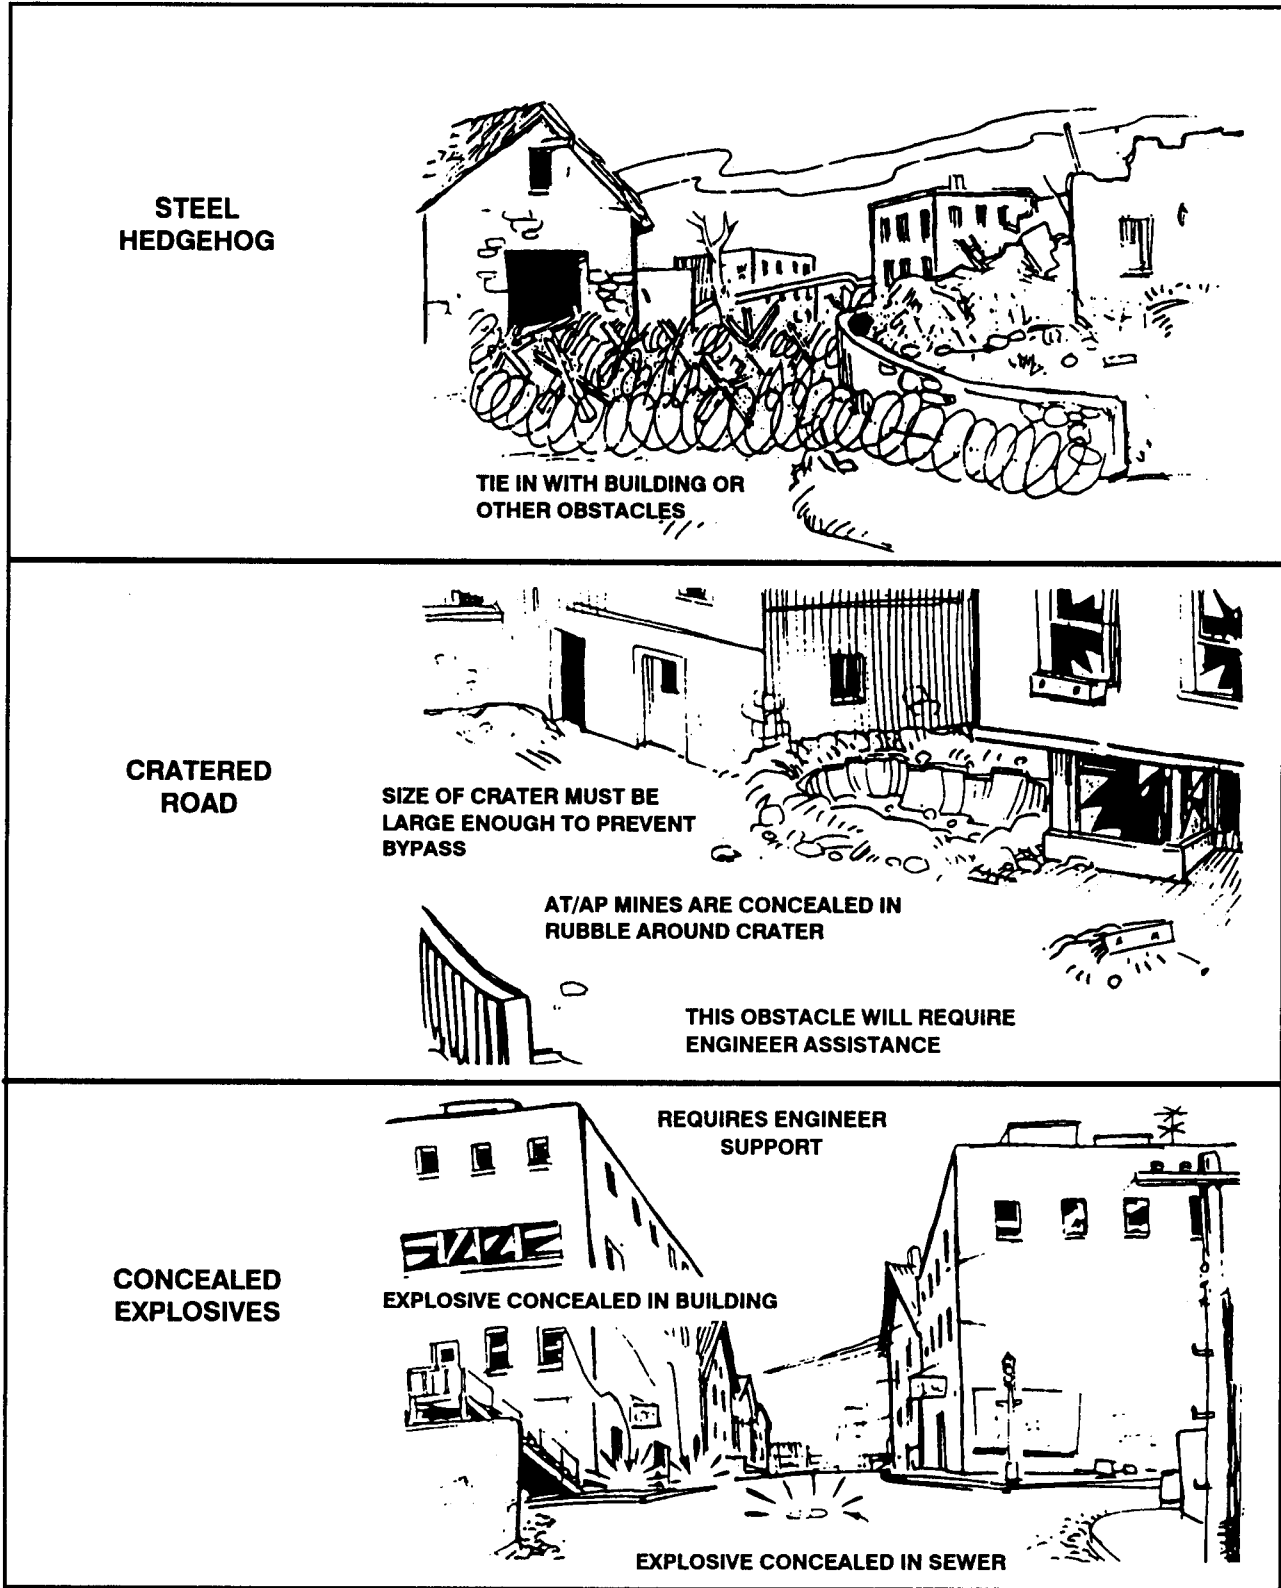 STEEL
HEDGEHOG
TIE IN WITH BUILDING OR
OTHER OBSTACLES
CRATERED
ROAD
SIZE OF CRATER MUST BE
LARGE ENOUGH TO PREVENT
BYPASS
AT/AP MINES ARE CONCEALED IN
RUBBLE AROUND CRATER
THIS OBSTACLE WILL REQUIRE
ENGINEER ASSISTANCE
REQUIRES ENGINEER
SUPPORT
CONCEALED
EXPLOSIVES
EXPLOSIVE CONCEALED IN BUILDING
EXPLOSIVE CONCEALED IN SEWER